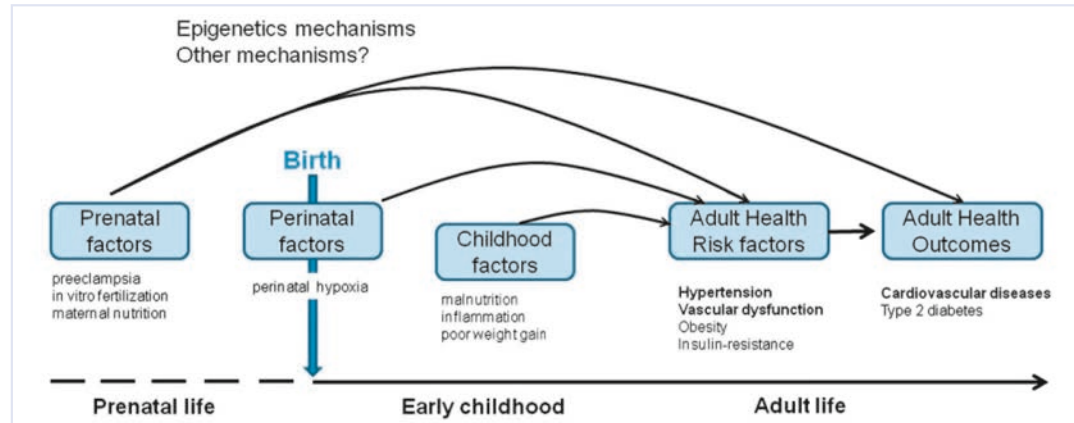 Epigenetics mechanisms
Other mechanisms?
Birth
Prenatal
factors
preeclampsia
in vitro fertilization
maternal nutrition
Perinatal
factors
perinatal hypoxia
Childhood
factors
malnutrition
inflammation
poor weight gain
Adult Health
Risk factors
Hypertension
Vascular dysfunction
Obesity
Insulin-resistance
Adult Health
Outcomes
Cardiovascular diseases
Type 2 diabetes
Prenatal life
Early childhood
Adult life